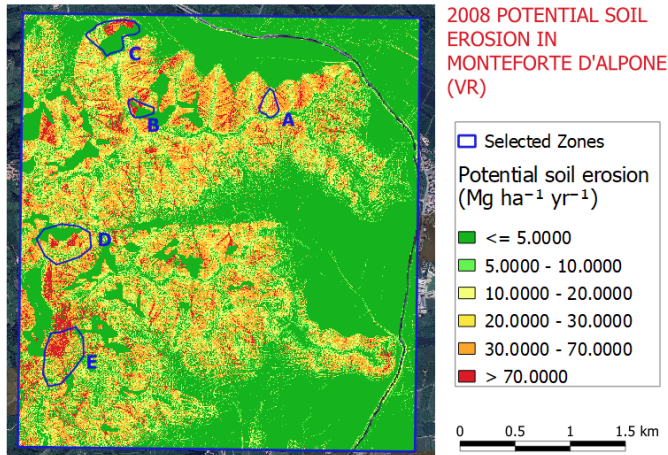 2008 POTENTIAL SOIL
EROSION IN
MONTEFORTE D'ALPONE
(VR)
Selected Zones
Potential soil erosion
(Mg ha⁻¹ yr⁻¹)
<= 5.0000
5.0000 - 10.0000
10.0000 - 20.0000
20.0000 - 30.0000
30.0000 - 70.0000
> 70.0000
0 0.5 1 1.5 km
C
B
A
D
E